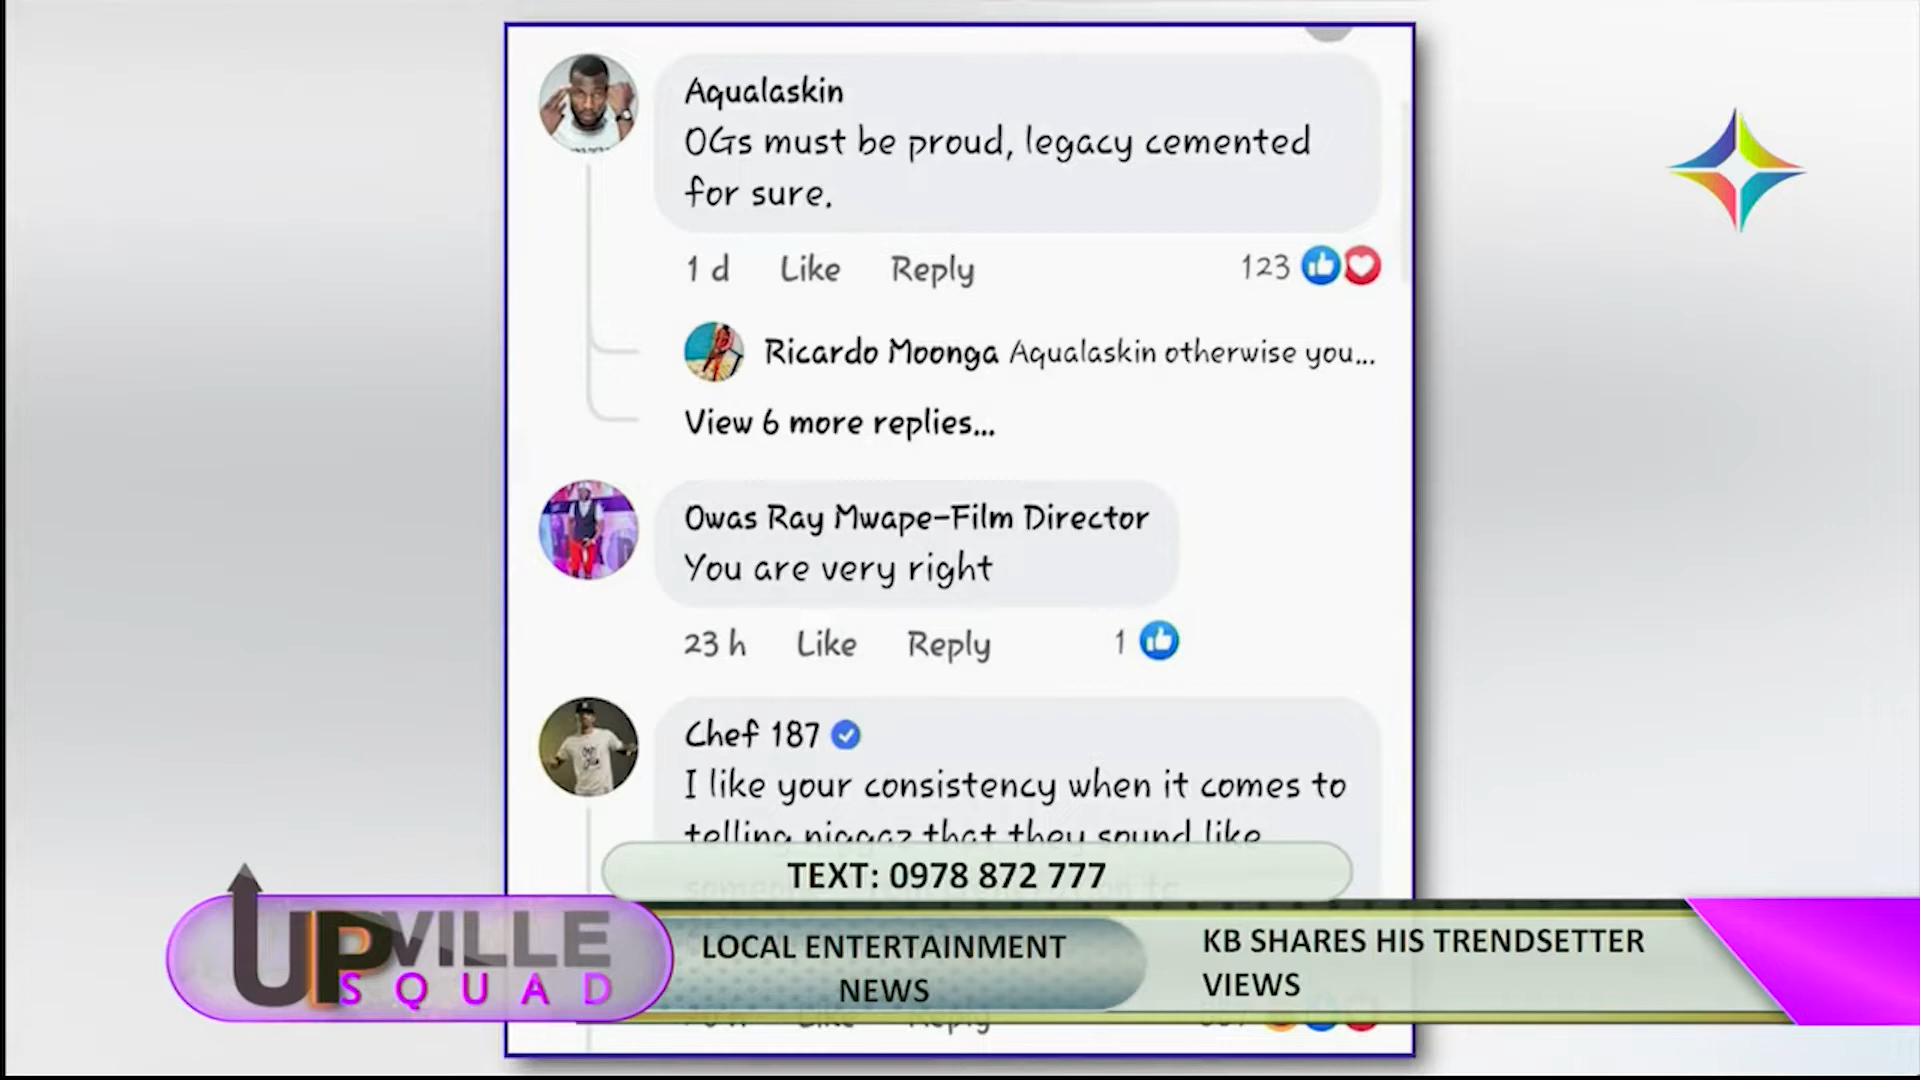 Aqualaskin
OGs must be proud, legacy cemented
for sure.
1 d Like Reply 123
Ricardo Moonga Aqualaskin otherwise you...
View 6 more replies...
Owas Ray Mwape-Film Director
You are very right
23 h Like Reply 1
Chef 187
I like your consistency when it comes to
telling niggaz that they sound like
TEXT: 0978 872 777
UPVILLE
SQUAD
LOCAL ENTERTAINMENT
NEWS
KB SHARES HIS TRENDSETTER
VIEWS
Like Reply